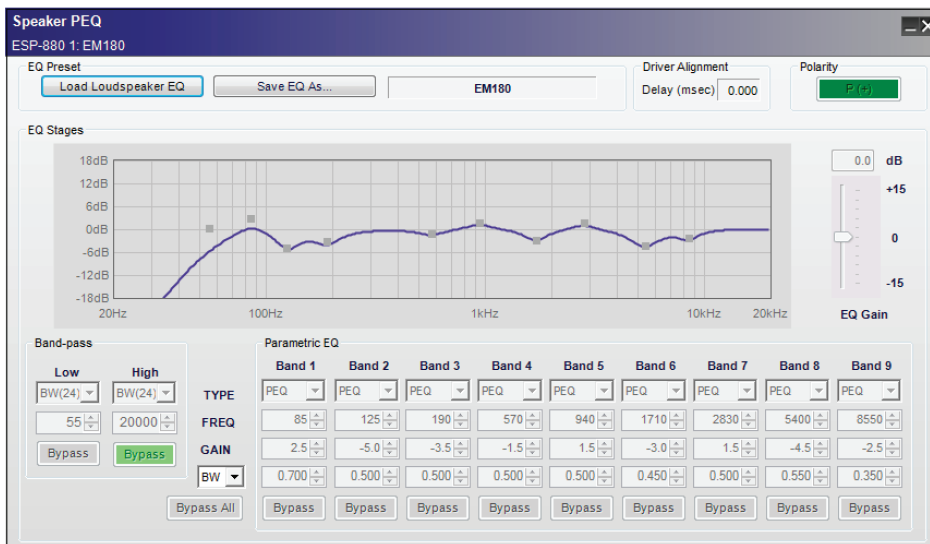 Speaker PEQ
ESP-880 1: EM180
EQ Preset
Load Loudspeaker EQ
Save EQ As...
EM180
Driver Alignment
Delay (msec) 0.000
Polarity
P (+)
EQ Stages
18dB
12dB
6dB
0dB
-6dB
-12dB
-18dB
20Hz 100Hz 1kHz 10kHz 20kHz
0.0 dB
+15
0
-15
EQ Gain
Band-pass
Low High
BW(24) BW(24)
55 20000
Bypass Bypass
Parametric EQ
Band 1 Band 2 Band 3 Band 4 Band 5 Band 6 Band 7 Band 8 Band 9
TYPE PEQ PEQ PEQ PEQ PEQ PEQ PEQ PEQ PEQ
FREQ 85 125 190 570 940 1710 2830 5400 8550
GAIN 2.5 -5.0 -3.5 -1.5 1.5 -3.0 1.5 -4.5 -2.5
BW 0.700 0.500 0.500 0.500 0.500 0.450 0.500 0.550 0.350
Bypass All Bypass Bypass Bypass Bypass Bypass Bypass Bypass Bypass Bypass